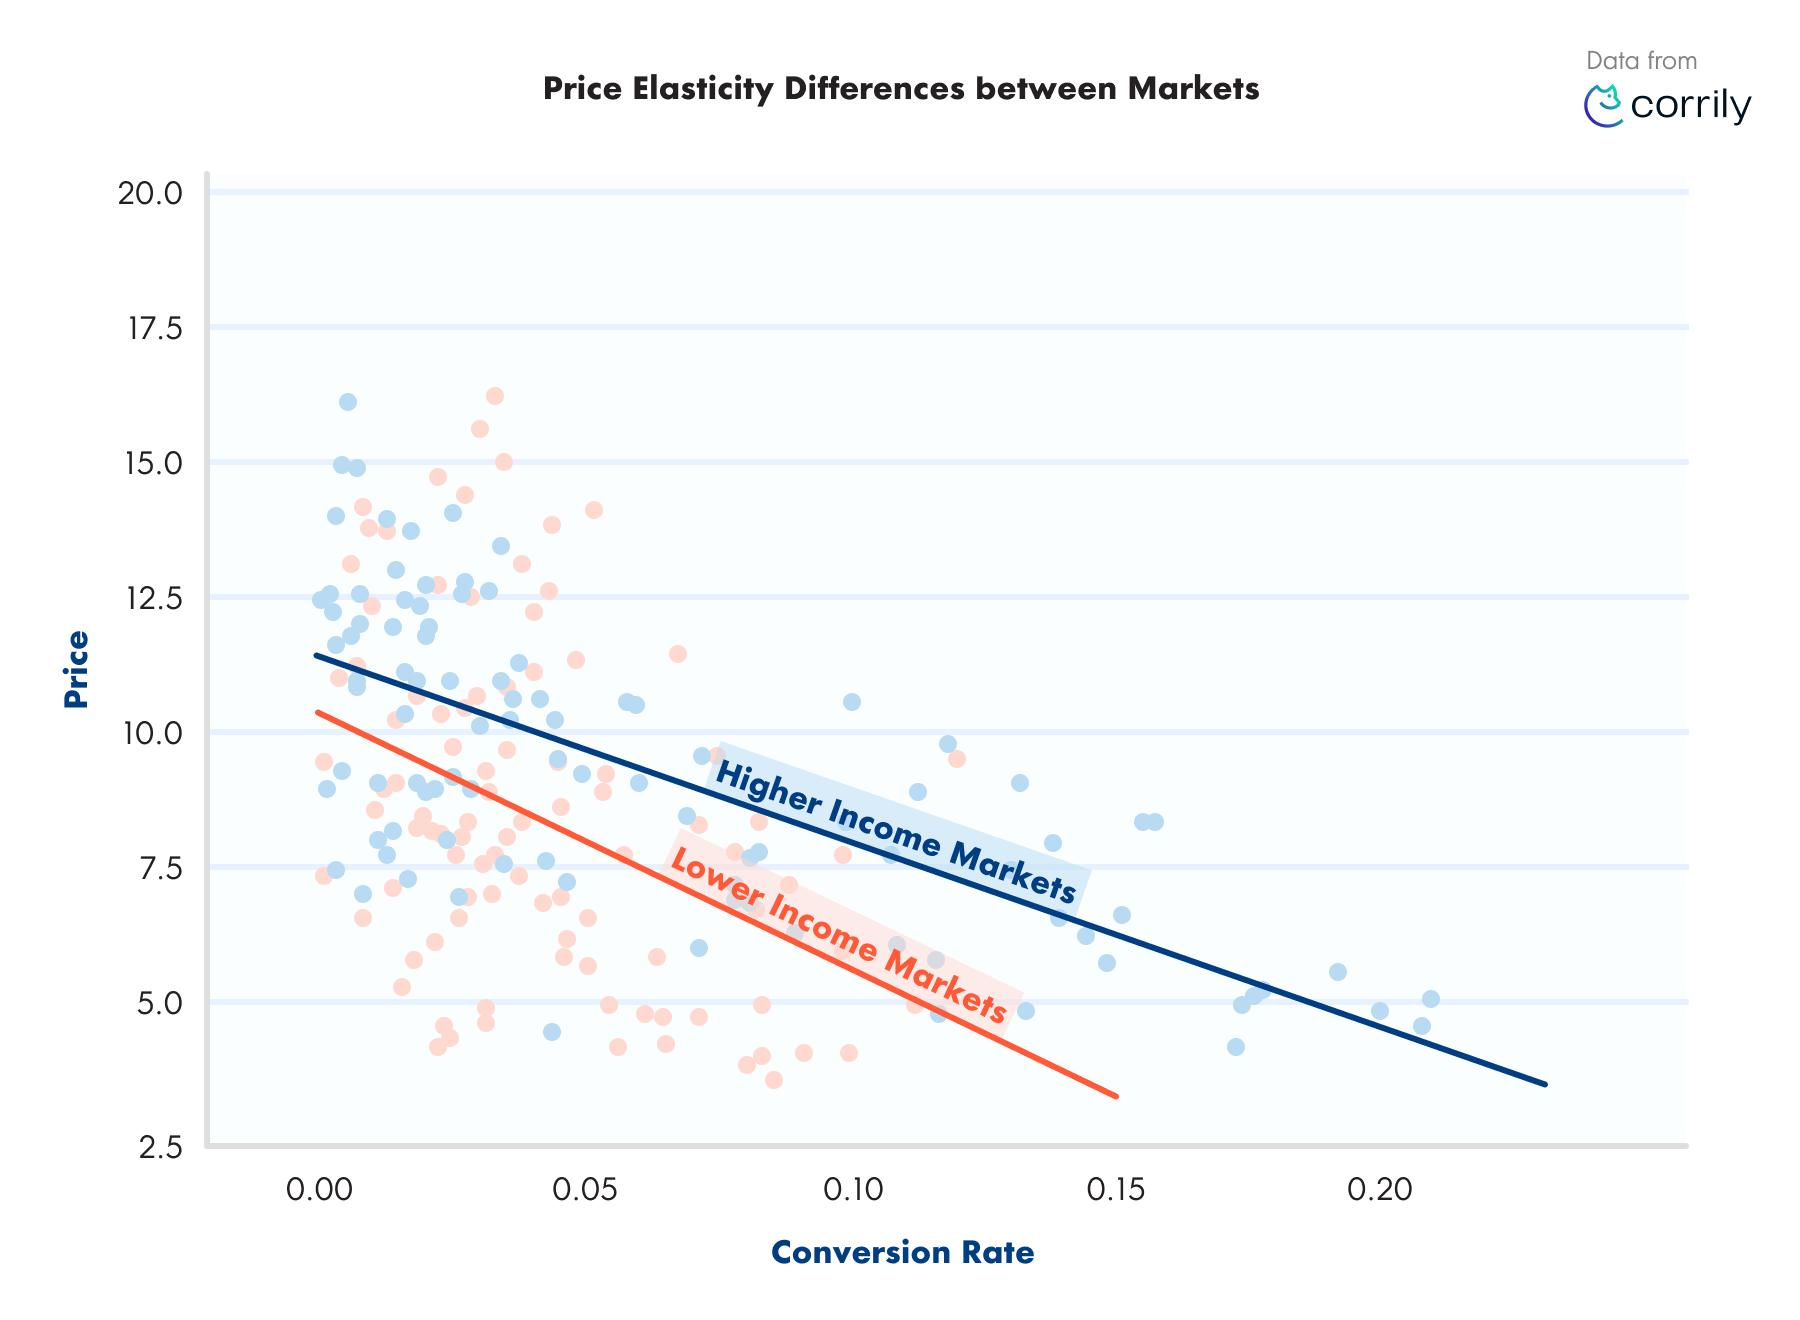 Data from
corrily
Price Elasticity Differences between Markets
20.0
17.5
15.0
12.5
10.0
7.5
5.0
2.5
Price
Higher Income Markets
Lower Income Markets
0.00 0.05 0.10 0.15 0.20
Conversion Rate